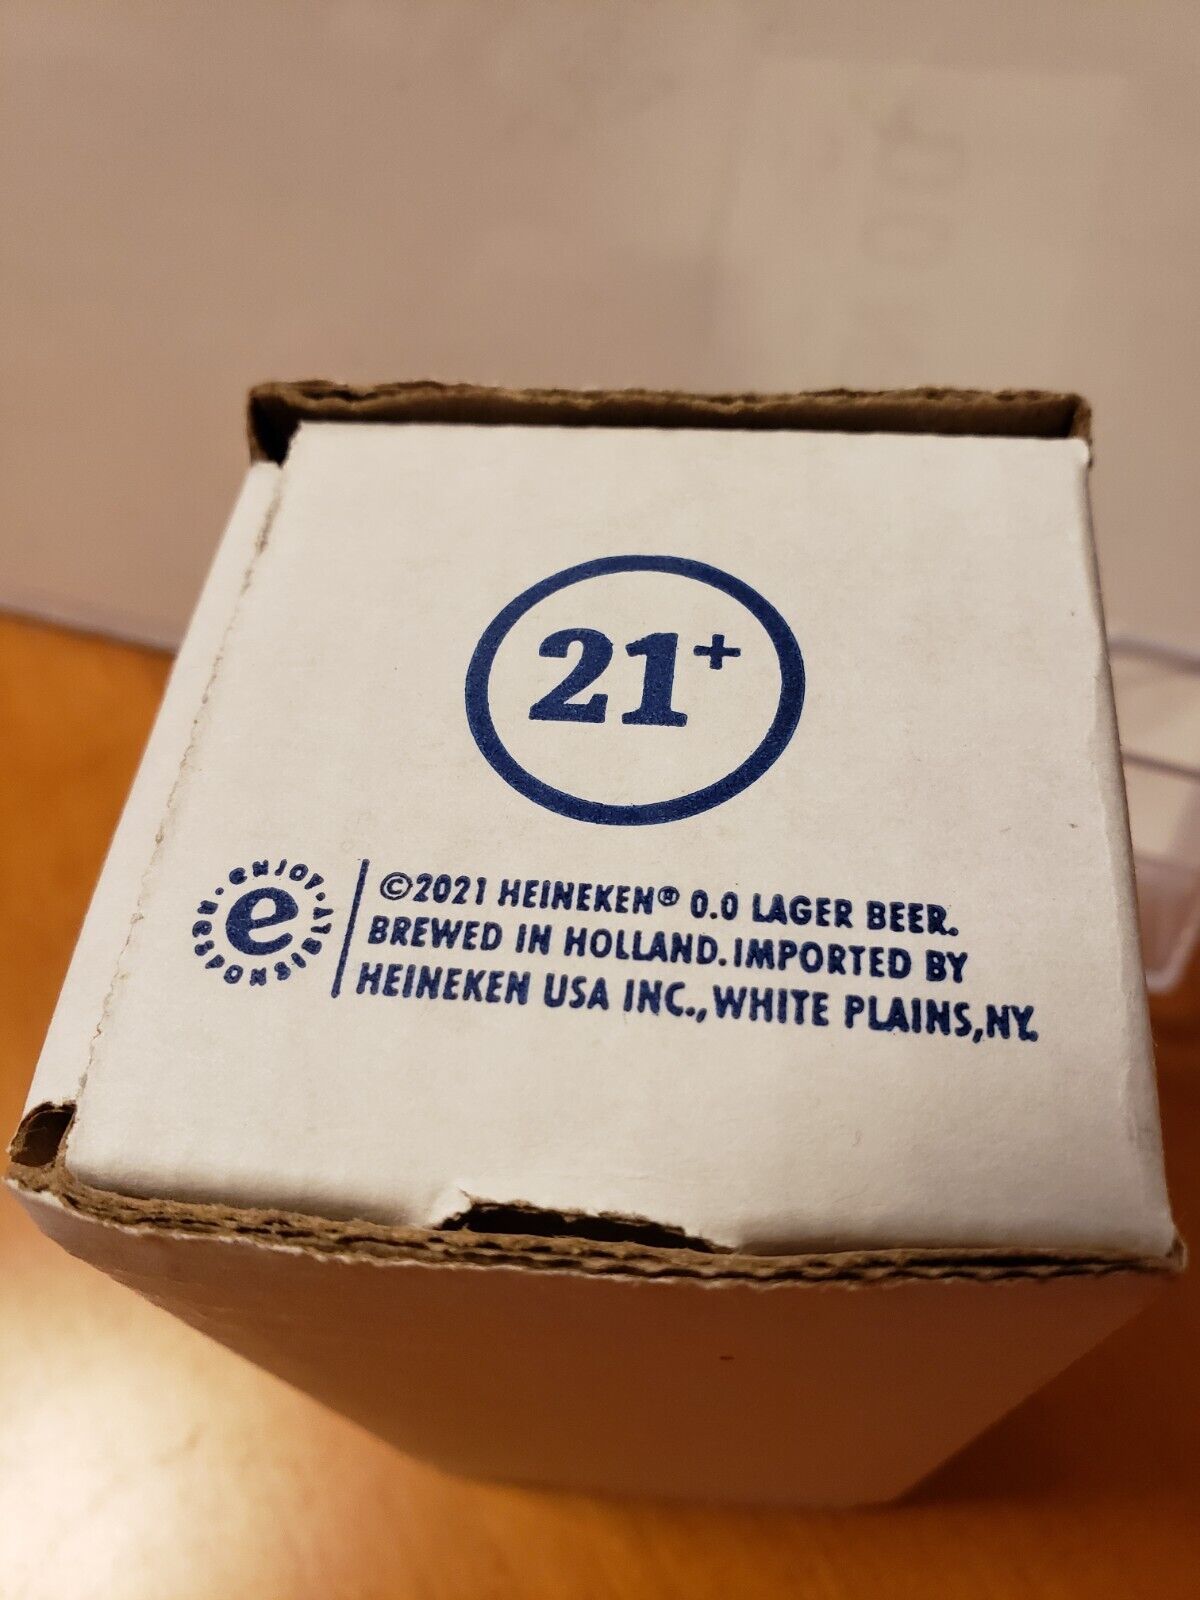 21+
ENJOY RESPONSIBLY
e
©2021 HEINEKEN® 0.0 LAGER BEER.
BREWED IN HOLLAND. IMPORTED BY
HEINEKEN USA INC., WHITE PLAINS, NY.